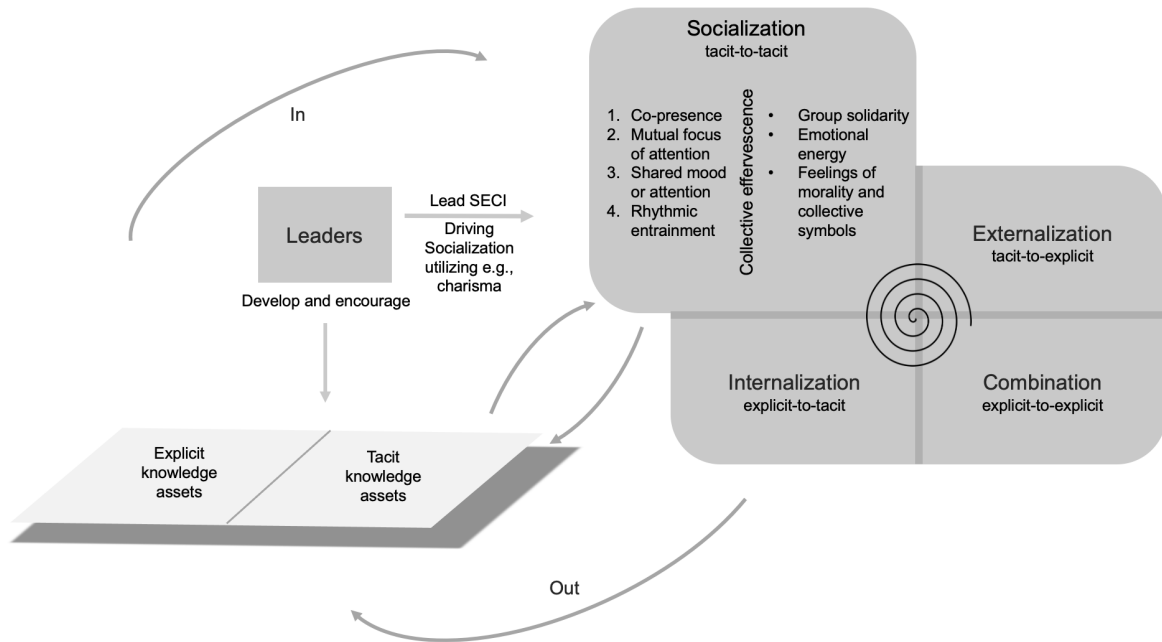 Socialization
tacit-to-tacit
In
1. Co-presence
2. Mutual focus
of attention
3. Shared mood
or attention
4. Rhythmic
entrainment
Collective effervescence
• Group solidarity
• Emotional
energy
• Feelings of
morality and
collective
symbols
Leaders
Lead SECI
Driving
Socialization
utilizing e.g.,
charisma
Develop and encourage
Externalization
tacit-to-explicit
Internalization
explicit-to-tacit
Combination
explicit-to-explicit
Explicit
knowledge
assets
Tacit
knowledge
assets
Out